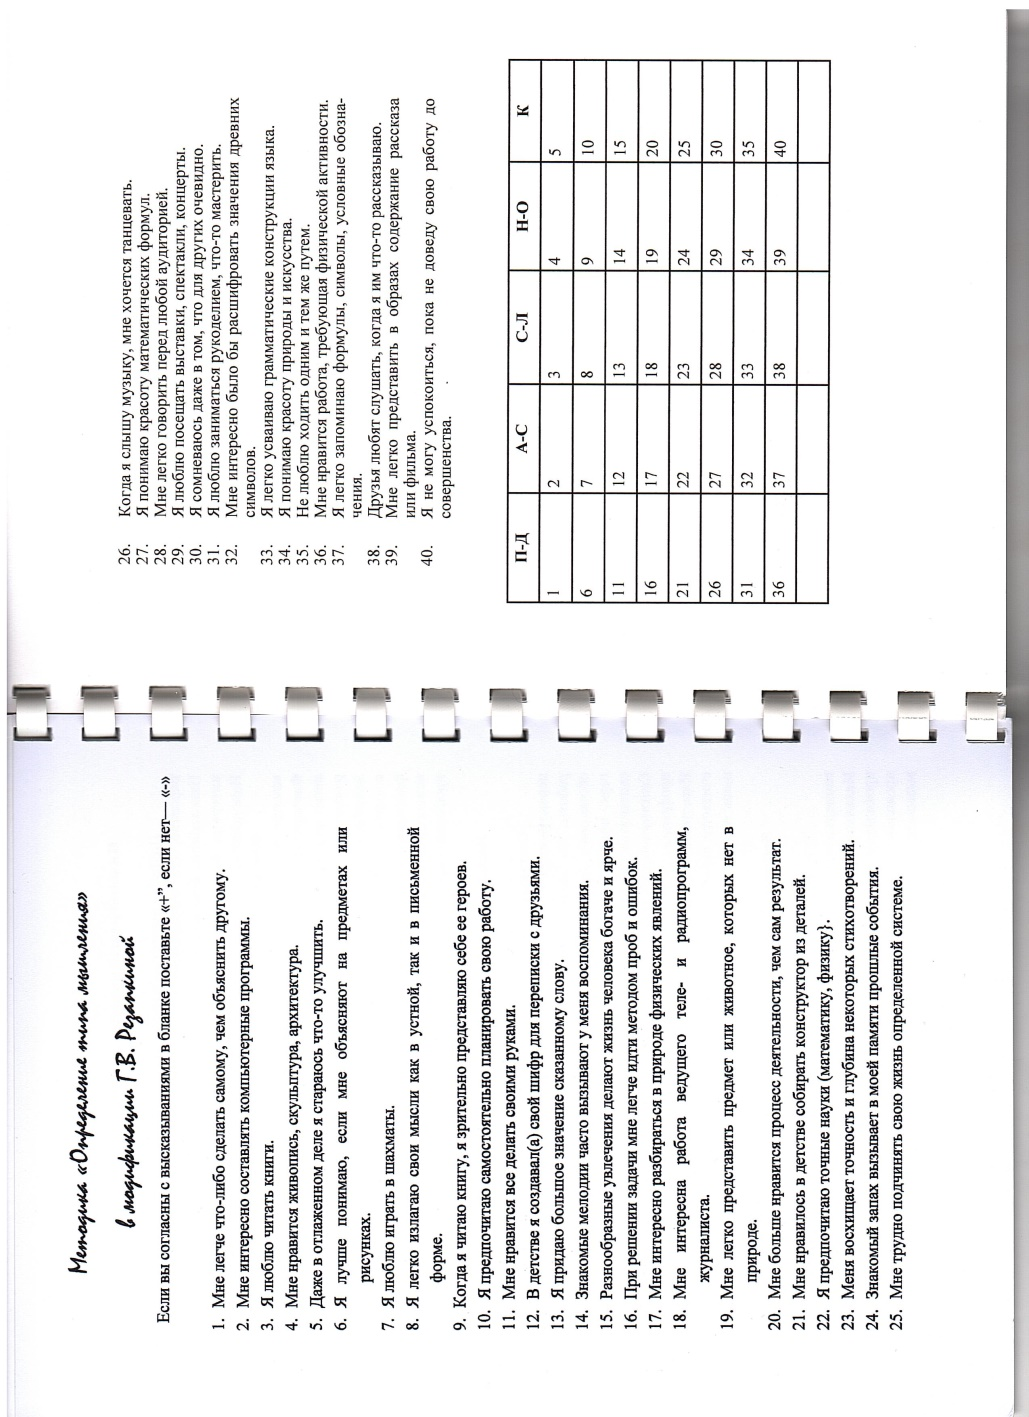 Методика «Определение типа мышления»
в модификации Г.В. Резапкиной
Если вы согласны с высказываниями в бланке поставьте «+”, если нет— «-»
1. Мне легче что-либо сделать самому, чем объяснить другому.
2. Мне интересно составлять компьютерные программы.
3. Я люблю читать книги.
4. Мне нравится живопись, скульптура, архитектура.
5. Даже в отлаженном деле я стараюсь что-то улучшить.
6. Я лучше понимаю, если мне объясняют на предметах или
рисунках.
7. Я люблю играть в шахматы.
8. Я легко излагаю свои мысли как в устной, так и в письменной
форме.
9. Когда я читаю книгу, я зрительно представляю себе ее героев.
10. Я предпочитаю самостоятельно планировать свою работу.
11. Мне нравится все делать своими руками.
12. В детстве я создавал(а) свой шифр для переписки с друзьями.
13. Я придаю большое значение сказанному слову.
14. Знакомые мелодии часто вызывают у меня воспоминания.
15. Разнообразные увлечения делают жизнь человека богаче и ярче.
16. При решении задачи мне легче идти методом проб и ошибок.
17. Мне интересно разбираться в природе физических явлений.
18. Мне интересна работа ведущего теле- и радиопрограмм,
журналиста.
19. Мне легко представить предмет или животное, которых нет в
природе.
20. Мне больше нравится процесс деятельности, чем сам результат.
21. Мне нравилось в детстве собирать конструктор из деталей.
22. Я предпочитаю точные науки (математику, физику}.
23. Меня восхищает точность и глубина некоторых стихотворений.
24. Знакомый запах вызывает в моей памяти прошлые события.
25. Мне трудно подчинять свою жизнь определенной системе.
26. Когда я слышу музыку, мне хочется танцевать.
27. Я понимаю красоту математических формул.
28. Мне легко говорить перед любой аудиторией.
29. Я люблю посещать выставки, спектакли, концерты.
30. Я сомневаюсь даже в том, что для других очевидно.
31. Я люблю заниматься рукоделием, что-то мастерить.
32. Мне интересно было бы расшифровать значения древних
символов.
33. Я легко усваиваю грамматические конструкции языка.
34. Я понимаю красоту природы и искусства.
35. Не люблю ходить одним и тем же путем.
36. Мне нравится работа, требующая физической активности.
37. Я легко запоминаю формулы, символы, условные обозна-
чения.
38. Друзья любят слушать, когда я им что-то рассказываю.
39. Мне легко представить в образах содержание рассказа
или фильма.
40. Я не могу успокоиться, пока не доведу свою работу до
совершенства.
П-Д А-С С-Л Н-О К
1 2 3 4 5
6 7 8 9 10
11 12 13 14 15
16 17 18 19 20
21 22 23 24 25
26 27 28 29 30
31 32 33 34 35
36 37 38 39 40